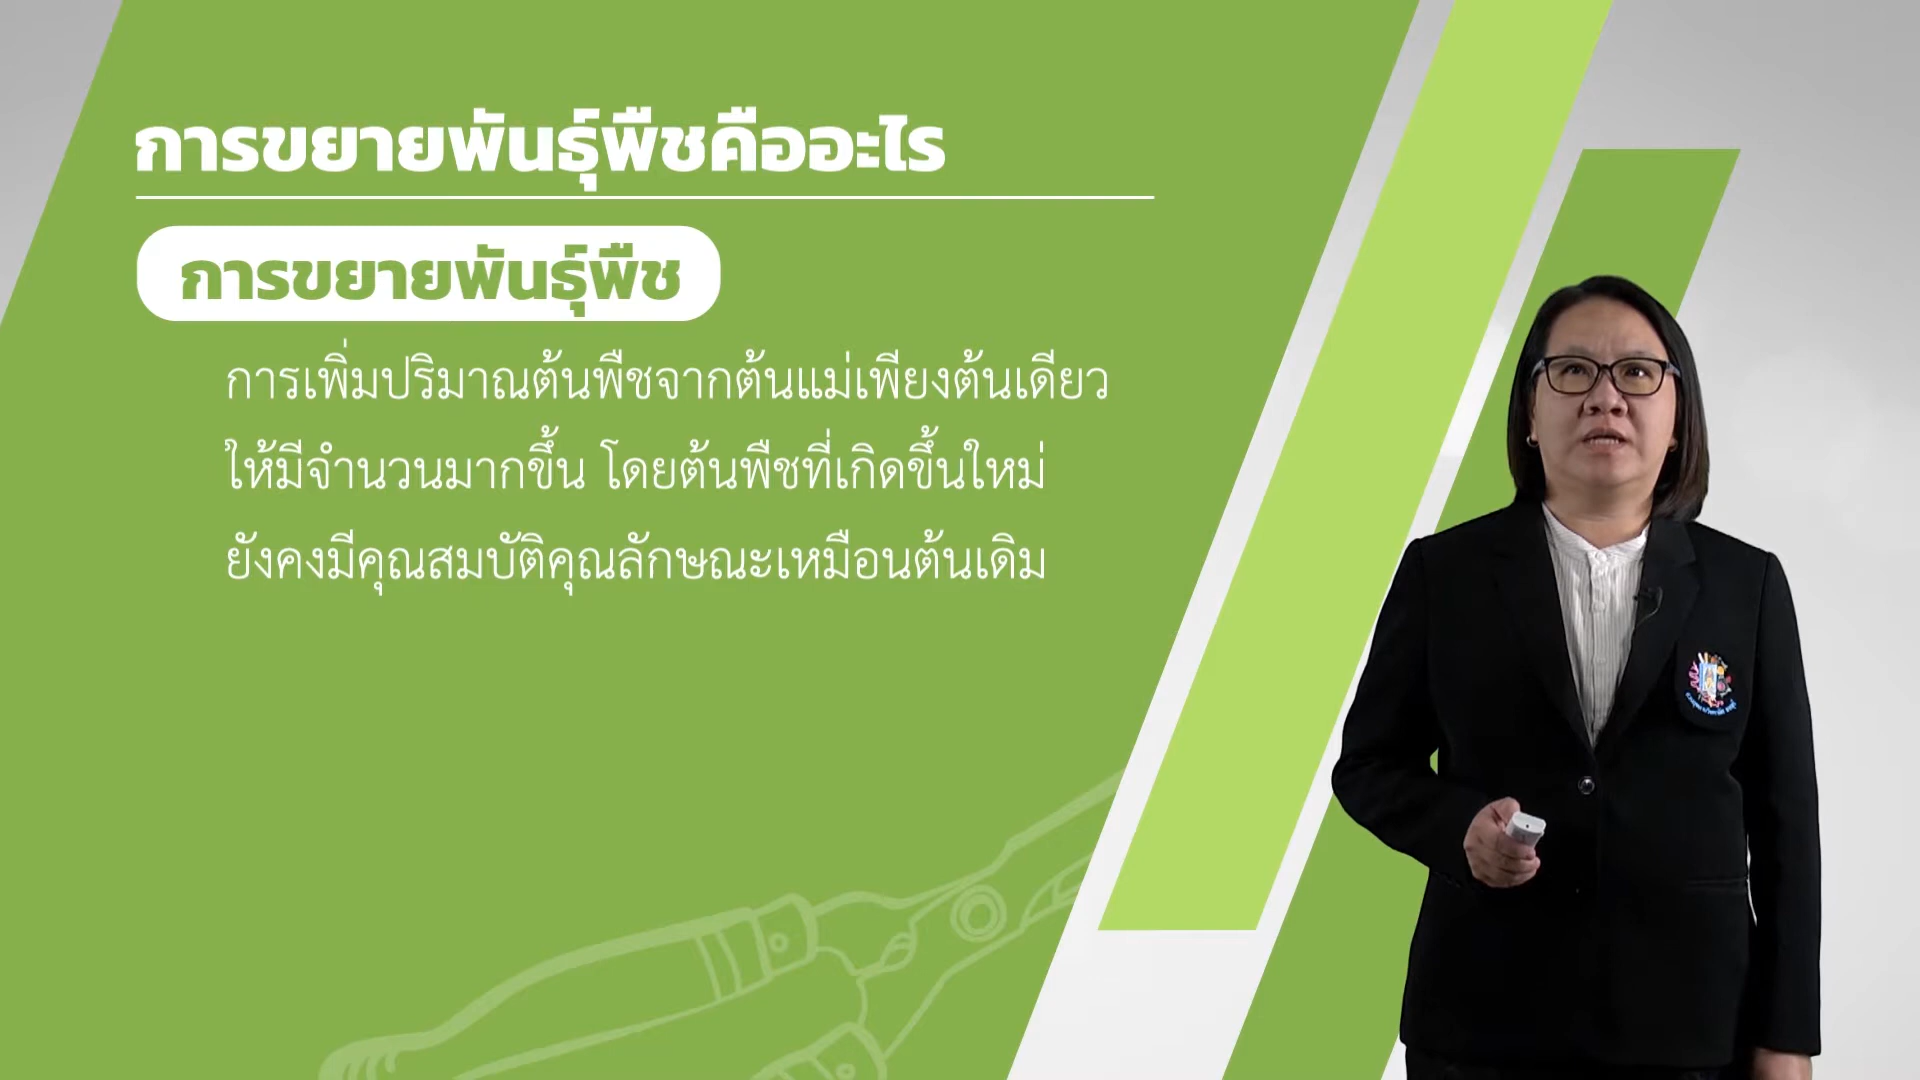 การขยายพันธุ์พืชคืออะไร
การขยายพันธุ์พืช
การเพิ่มปริมาณต้นพืชจากต้นแม่เพียงต้นเดียว
ให้มีจำนวนมากขึ้น โดยต้นพืชที่เกิดขึ้นใหม่
ยังคงมีคุณสมบัติคุณลักษณะเหมือนต้นเดิม